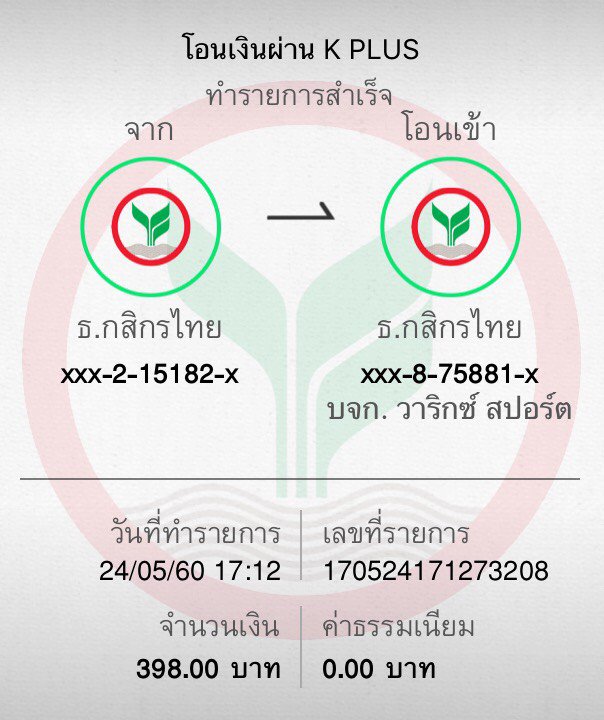 โอนเงินผ่าน K PLUS
ทำรายการสำเร็จ
จาก
โอนเข้า
ธ.กสิกรไทย
ธ.กสิกรไทย
xxx-2-15182-x
xxx-8-75881-x
บจก. วาริกซ์ สปอร์ต
วันที่ทำรายการ
เลขที่รายการ
24/05/60 17:12
170524171273208
จำนวนเงิน
ค่าธรรมเนียม
398.00 บาท
0.00 บาท